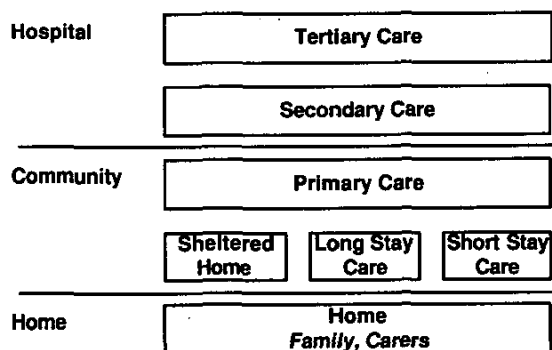 Hospital
Tertiary Care
Secondary Care
Community
Primary Care
Sheltered
Home
Long Stay
Care
Short Stay
Care
Home
Home
Family, Carers